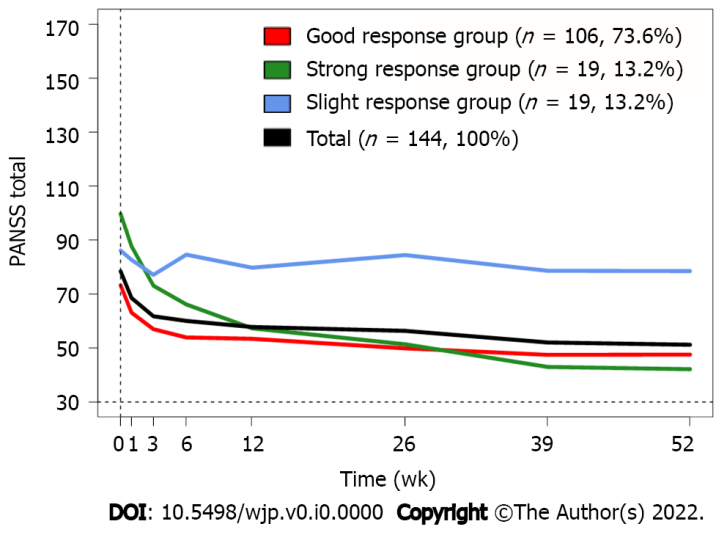 170
150
130
110
90
70
50
30
PANSS total
Good response group (n = 106, 73.6%)
Strong response group (n = 19, 13.2%)
Slight response group (n = 19, 13.2%)
Total (n = 144, 100%)
0 1 3 6 12 26 39 52
Time (wk)
DOI: 10.5498/wjp.v0.i0.0000 Copyright ©The Author(s) 2022.